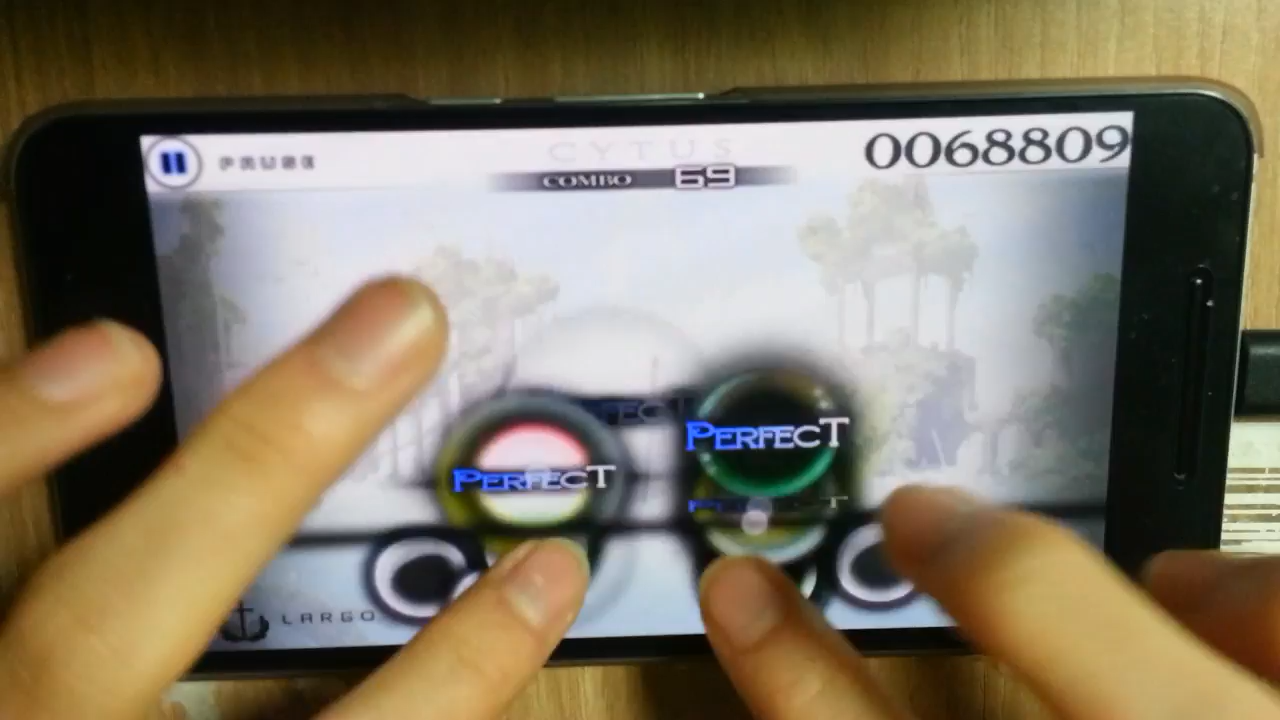 PAUSE
CYTUS
COMBO 69
0068809
PERFECT
PERFECT
PERFECT
LARGO